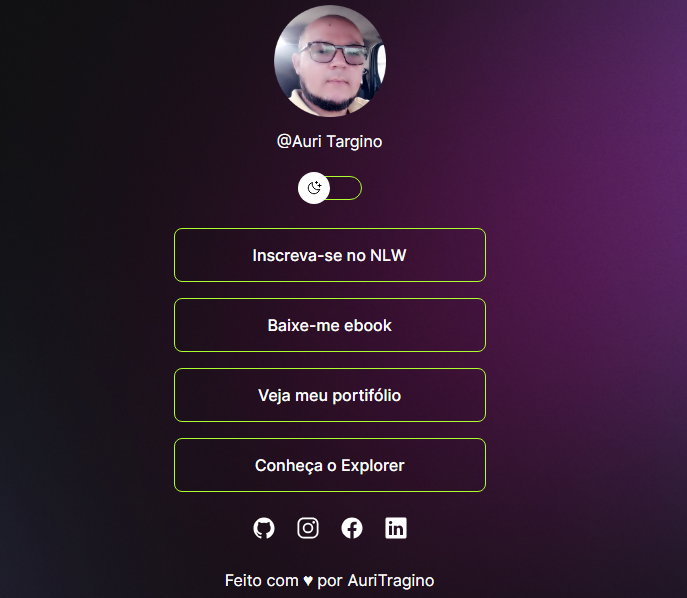 @Auri Targino
Inscreva-se no NLW
Baixe-me ebook
Veja meu portifólio
Conheça o Explorer
Feito com ♥ por AuriTragino